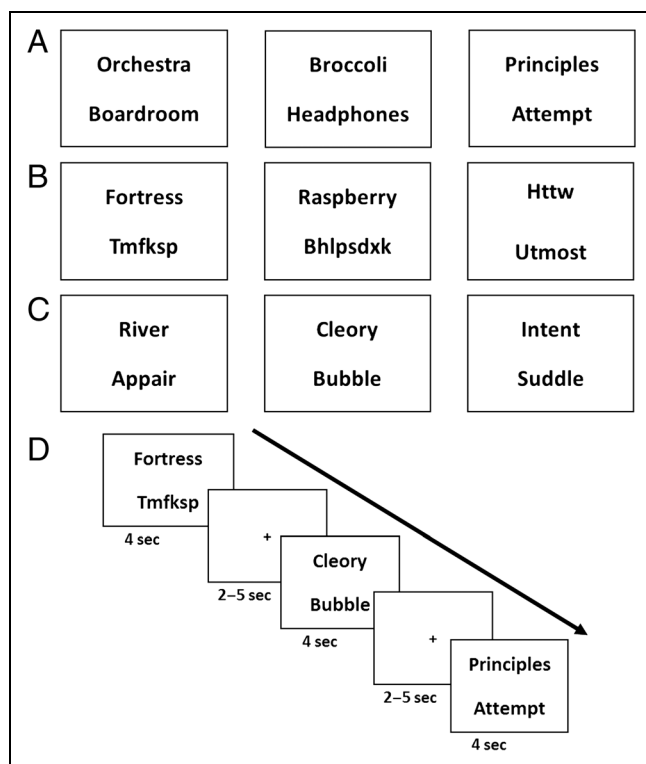 A
Orchestra
Boardroom
Broccoli
Headphones
Principles
Attempt
B
Fortress
Tmfksp
Raspberry
Bhlpsdxk
Httw
Utmost
C
River
Appair
Cleory
Bubble
Intent
Suddle
D
Fortress
Tmfksp
4 sec
+
2–5 sec
Cleory
Bubble
4 sec
+
2–5 sec
Principles
Attempt
4 sec